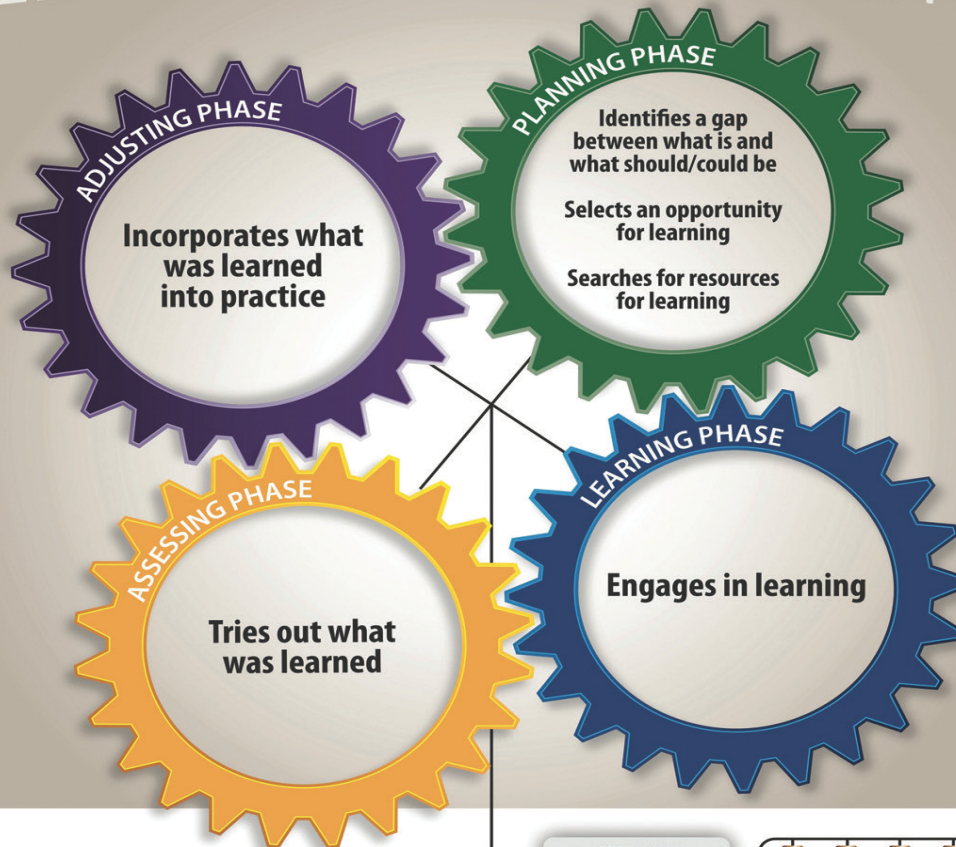 ADJUSTING PHASE
Incorporates what
was learned
into practice
PLANNING PHASE
Identifies a gap
between what is and
what should/could be
Selects an opportunity
for learning
Searches for resources
for learning
LEARNING PHASE
Engages in learning
ASSESSING PHASE
Tries out what
was learned